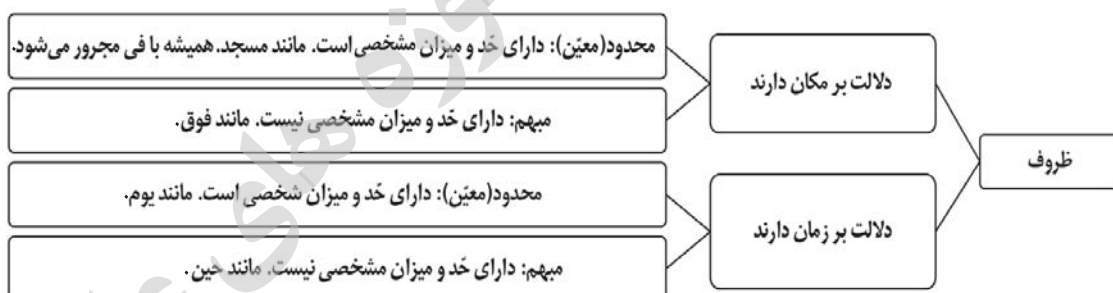 ظروف
دلالت بر مکان دارند
محدود(معیّن): دارای حّد و میزان مشخصی است. مانند مسجد. همیشه با فی مجرور می‌شود.
مبهم: دارای حّد و میزان مشخصی نیست. مانند فوق.
دلالت بر زمان دارند
محدود(معیّن): دارای حّد و میزان شخصی است. مانند یوم.
مبهم: دارای حّد و میزان مشخصی نیست. مانند حین.